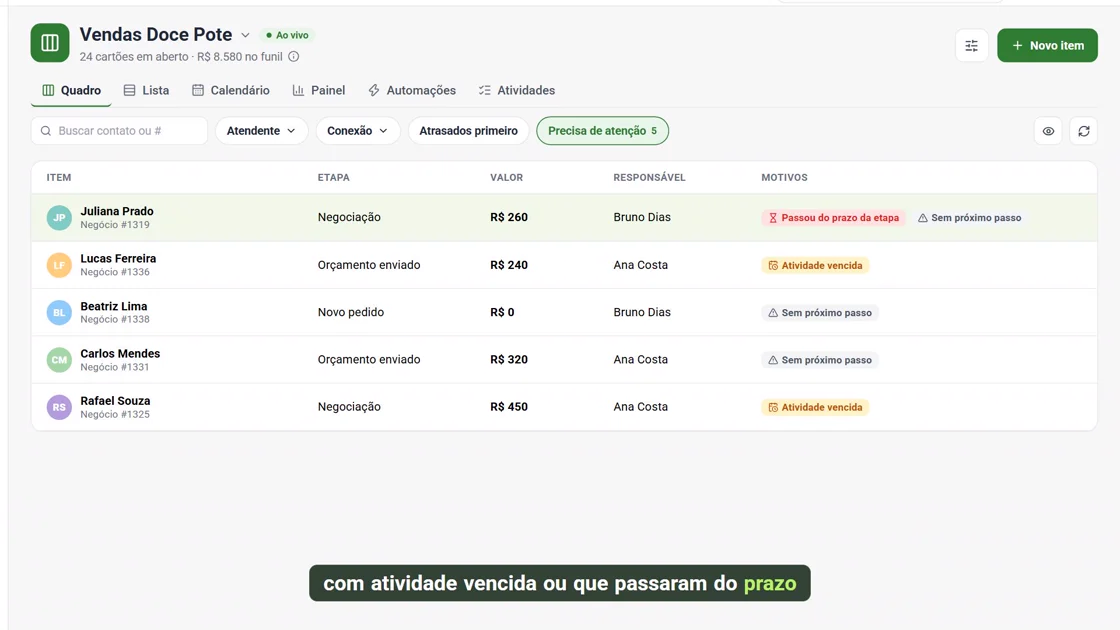 Vendas Doce Pote
Ao vivo
24 cartões em aberto · R$ 8.580 no funil
Novo item
Quadro
Lista
Calendário
Painel
Automações
Atividades
Buscar contato ou #
Atendente
Conexão
Atrasados primeiro
Precisa de atenção 5
ITEM ETAPA VALOR RESPONSÁVEL MOTIVOS
JP Juliana Prado Negociação R$ 260 Bruno Dias Passou do prazo da etapa Sem próximo passo
Negócio #1319
LF Lucas Ferreira Orçamento enviado R$ 240 Ana Costa Atividade vencida
Negócio #1336
BL Beatriz Lima Novo pedido R$ 0 Bruno Dias Sem próximo passo
Negócio #1338
CM Carlos Mendes Orçamento enviado R$ 320 Ana Costa Sem próximo passo
Negócio #1331
RS Rafael Souza Negociação R$ 450 Ana Costa Atividade vencida
Negócio #1325
com atividade vencida ou que passaram do prazo